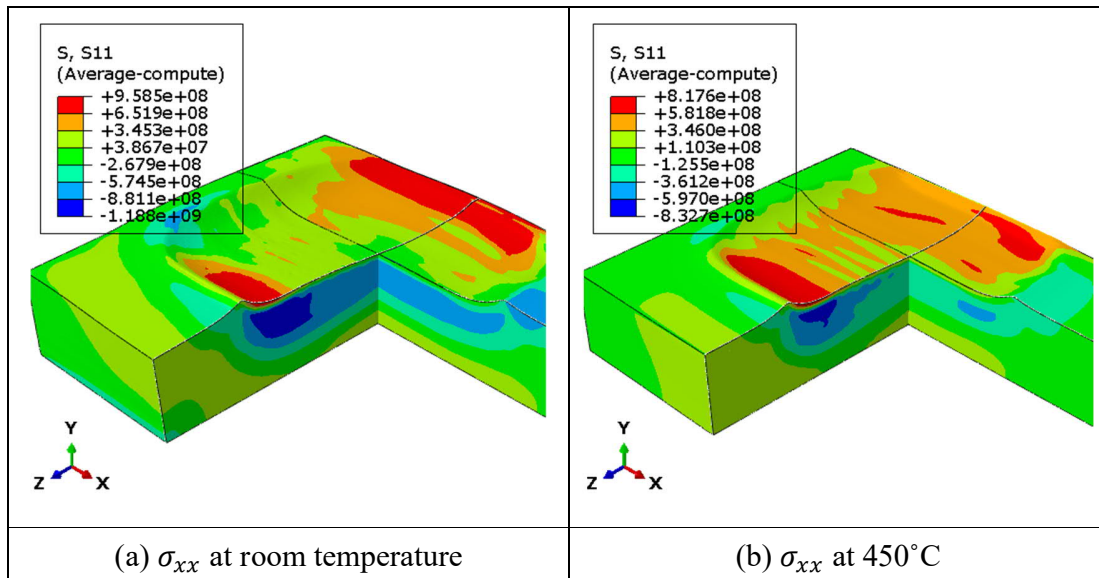 S, S11
(Average-compute)
+9.585e+08
+6.519e+08
+3.453e+08
+3.867e+07
-2.679e+08
-5.745e+08
-8.811e+08
-1.188e+09
Y
Z
X
(a) σxx at room temperature
S, S11
(Average-compute)
+8.176e+08
+5.818e+08
+3.460e+08
+1.103e+08
-1.255e+08
-3.612e+08
-5.970e+08
-8.327e+08
Y
Z
X
(b) σxx at 450˚C